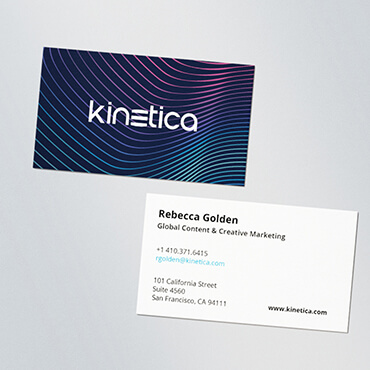 kinetica
Rebecca Golden
Global Content & Creative Marketing
+1 410.371.6415
rgolden@kinetica.com
101 California Street
Suite 4560
San Francisco, CA 94111
www.kinetica.com